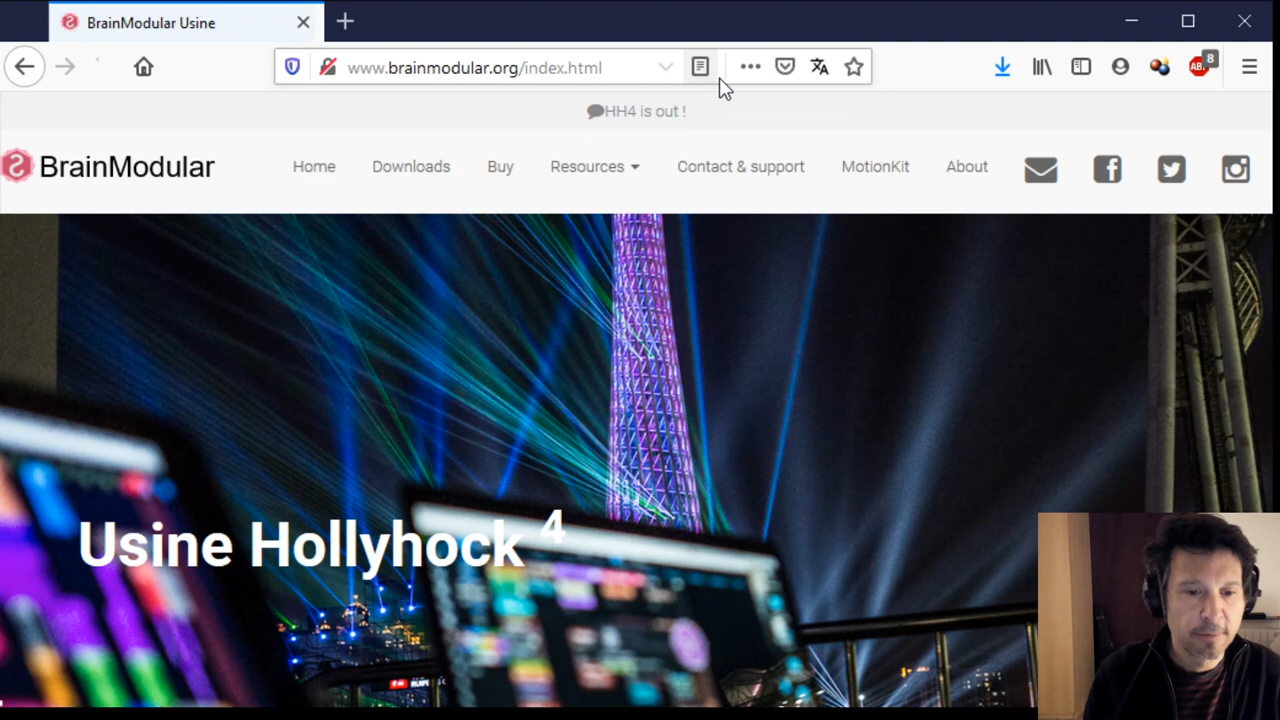 BrainModular Usine
www.brainmodular.org/index.html
8
HH4 is out !
BrainModular
Home Downloads Buy Resources Contact & support MotionKit About
Usine Hollyhock 4